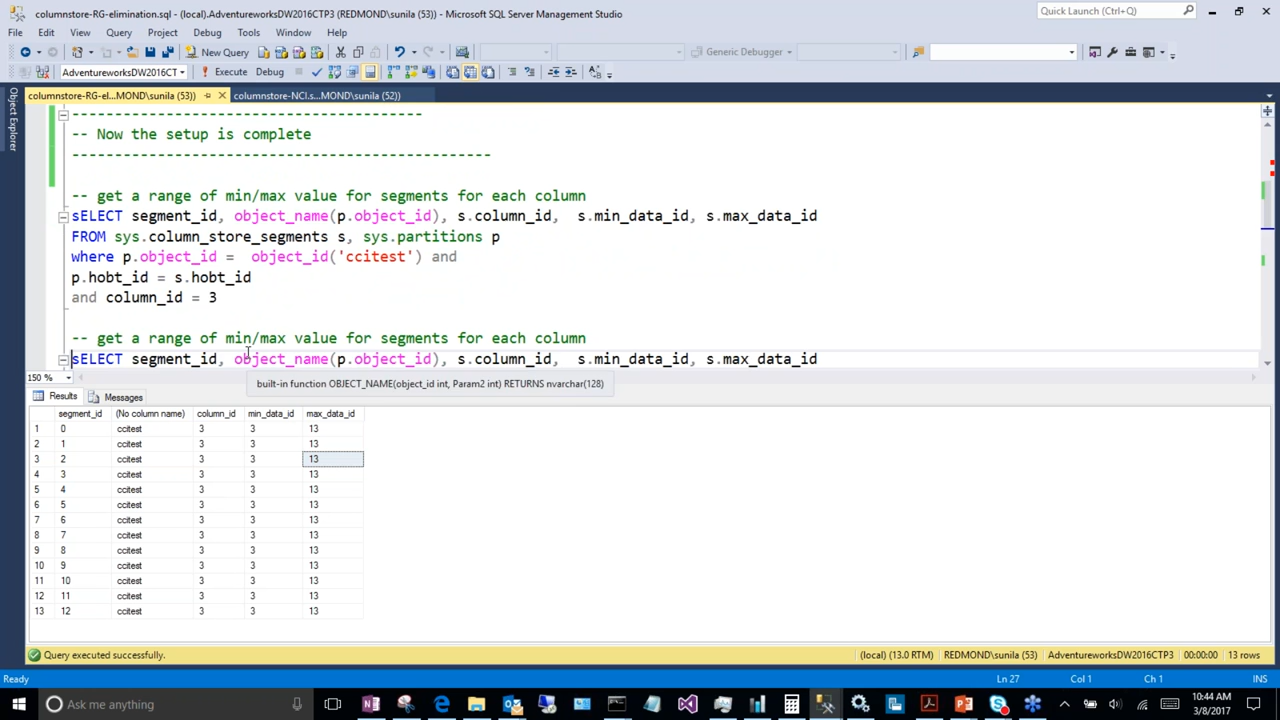 columnstore-RG-elimination.sql - (local).AdventureworksDW2016CTP3 (REDMOND\sunila (53)) - Microsoft SQL Server Management Studio
Quick Launch (Ctrl+Q)
File Edit View Query Project Debug Tools Window Help
New Query
Generic Debugger
AdventureworksDW2016CT Execute Debug
columnstore-RG-el...MOND\sunila (53)) columnstore-NCI.s...MOND\sunila (52))
Object Explorer
-----------------------------------------
-- Now the setup is complete
-------------------------------------------------
-- get a range of min/max value for segments for each column
sELECT segment_id, object_name(p.object_id), s.column_id,  s.min_data_id, s.max_data_id
FROM sys.column_store_segments s, sys.partitions p
where p.object_id =  object_id('ccitest') and
p.hobt_id = s.hobt_id
and column_id = 3
-- get a range of min/max value for segments for each column
sELECT segment_id, object_name(p.object_id), s.column_id,  s.min_data_id, s.max_data_id
150 %
built-in function OBJECT_NAME(object_id int, Param2 int) RETURNS nvarchar(128)
Results Messages
segment_id (No column name) column_id min_data_id max_data_id
1 0 ccitest 3 3 13
2 1 ccitest 3 3 13
3 2 ccitest 3 3 13
4 3 ccitest 3 3 13
5 4 ccitest 3 3 13
6 5 ccitest 3 3 13
7 6 ccitest 3 3 13
8 7 ccitest 3 3 13
9 8 ccitest 3 3 13
10 9 ccitest 3 3 13
11 10 ccitest 3 3 13
12 11 ccitest 3 3 13
13 12 ccitest 3 3 13
Query executed successfully. (local) (13.0 RTM) REDMOND\sunila (53) AdventureworksDW2016CTP3 00:00:00 13 rows
Ready Ln 27 Col 1 Ch 1 INS
Ask me anything
10:44 AM
3/8/2017